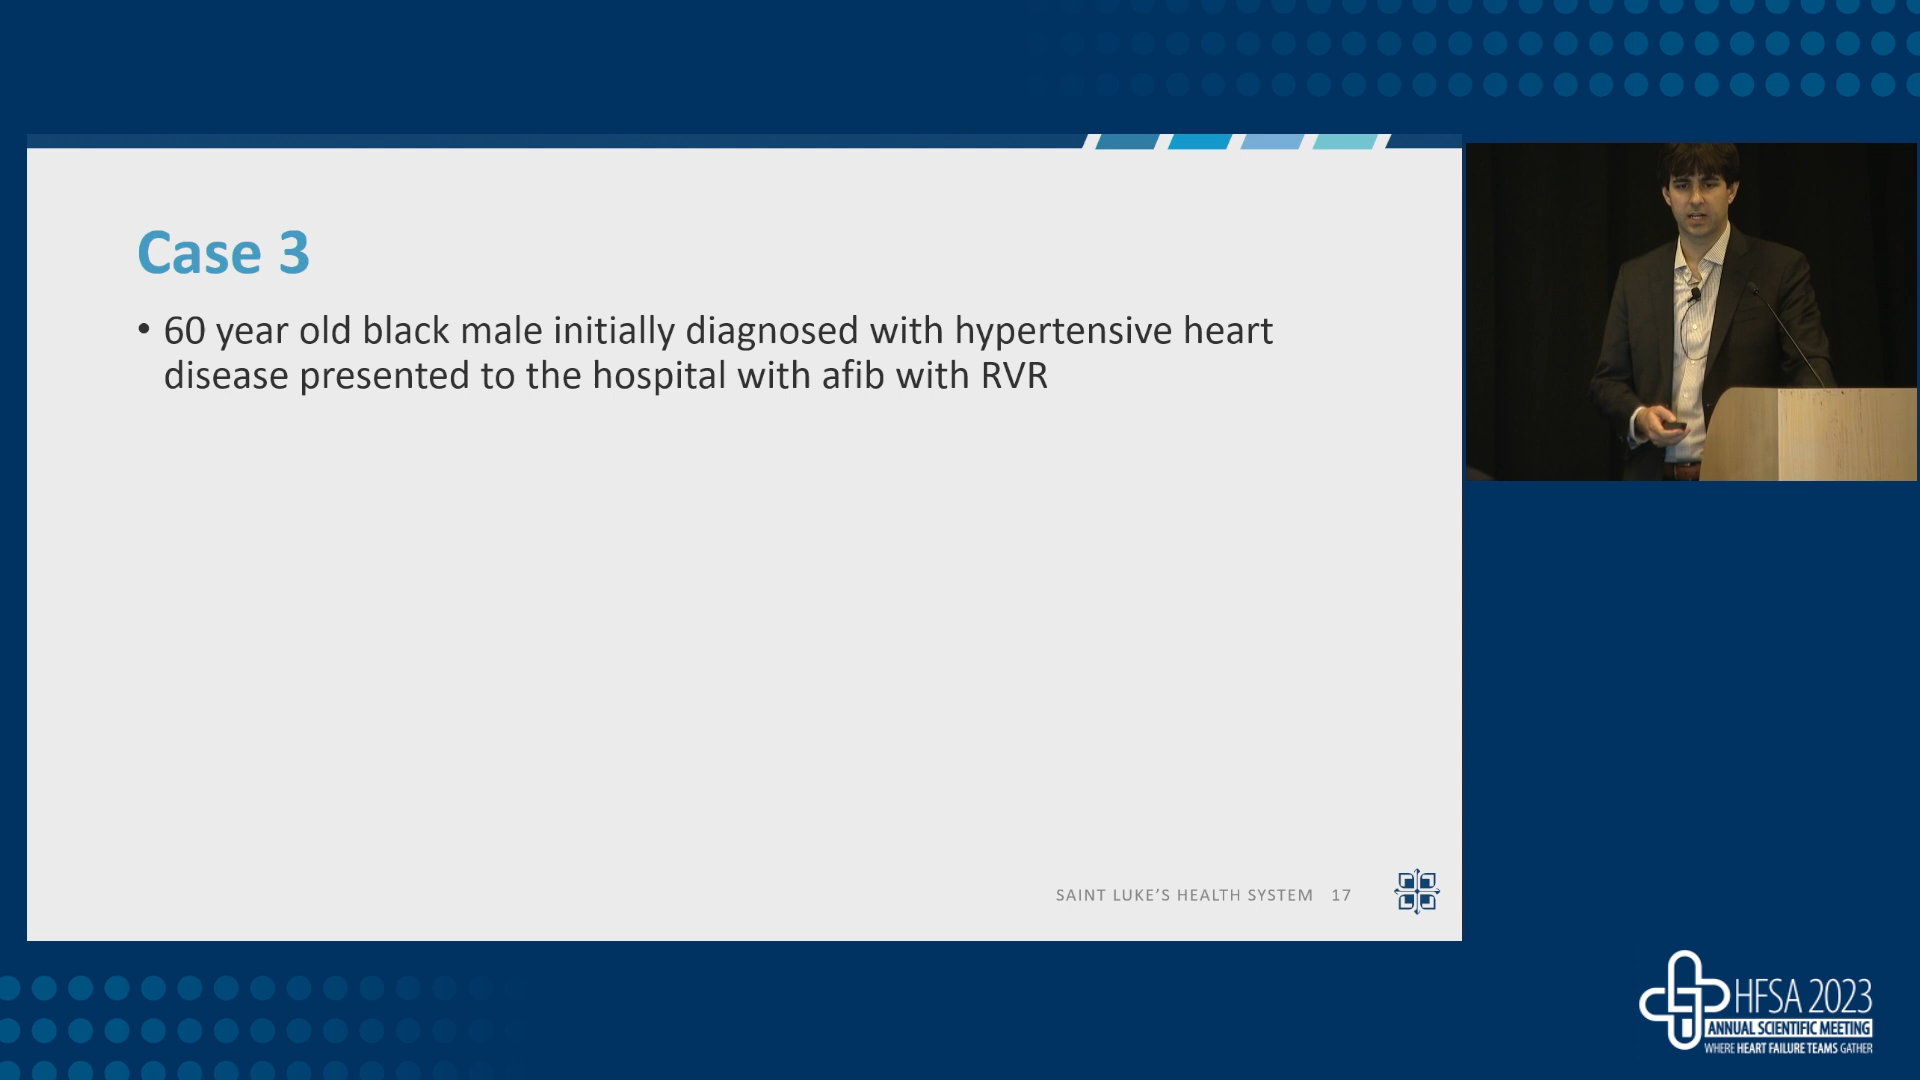 Case 3
• 60 year old black male initially diagnosed with hypertensive heart
disease presented to the hospital with afib with RVR
SAINT LUKE'S HEALTH SYSTEM 17
HFSA 2023
ANNUAL SCIENTIFIC MEETING
WHERE HEART FAILURE TEAMS GATHER